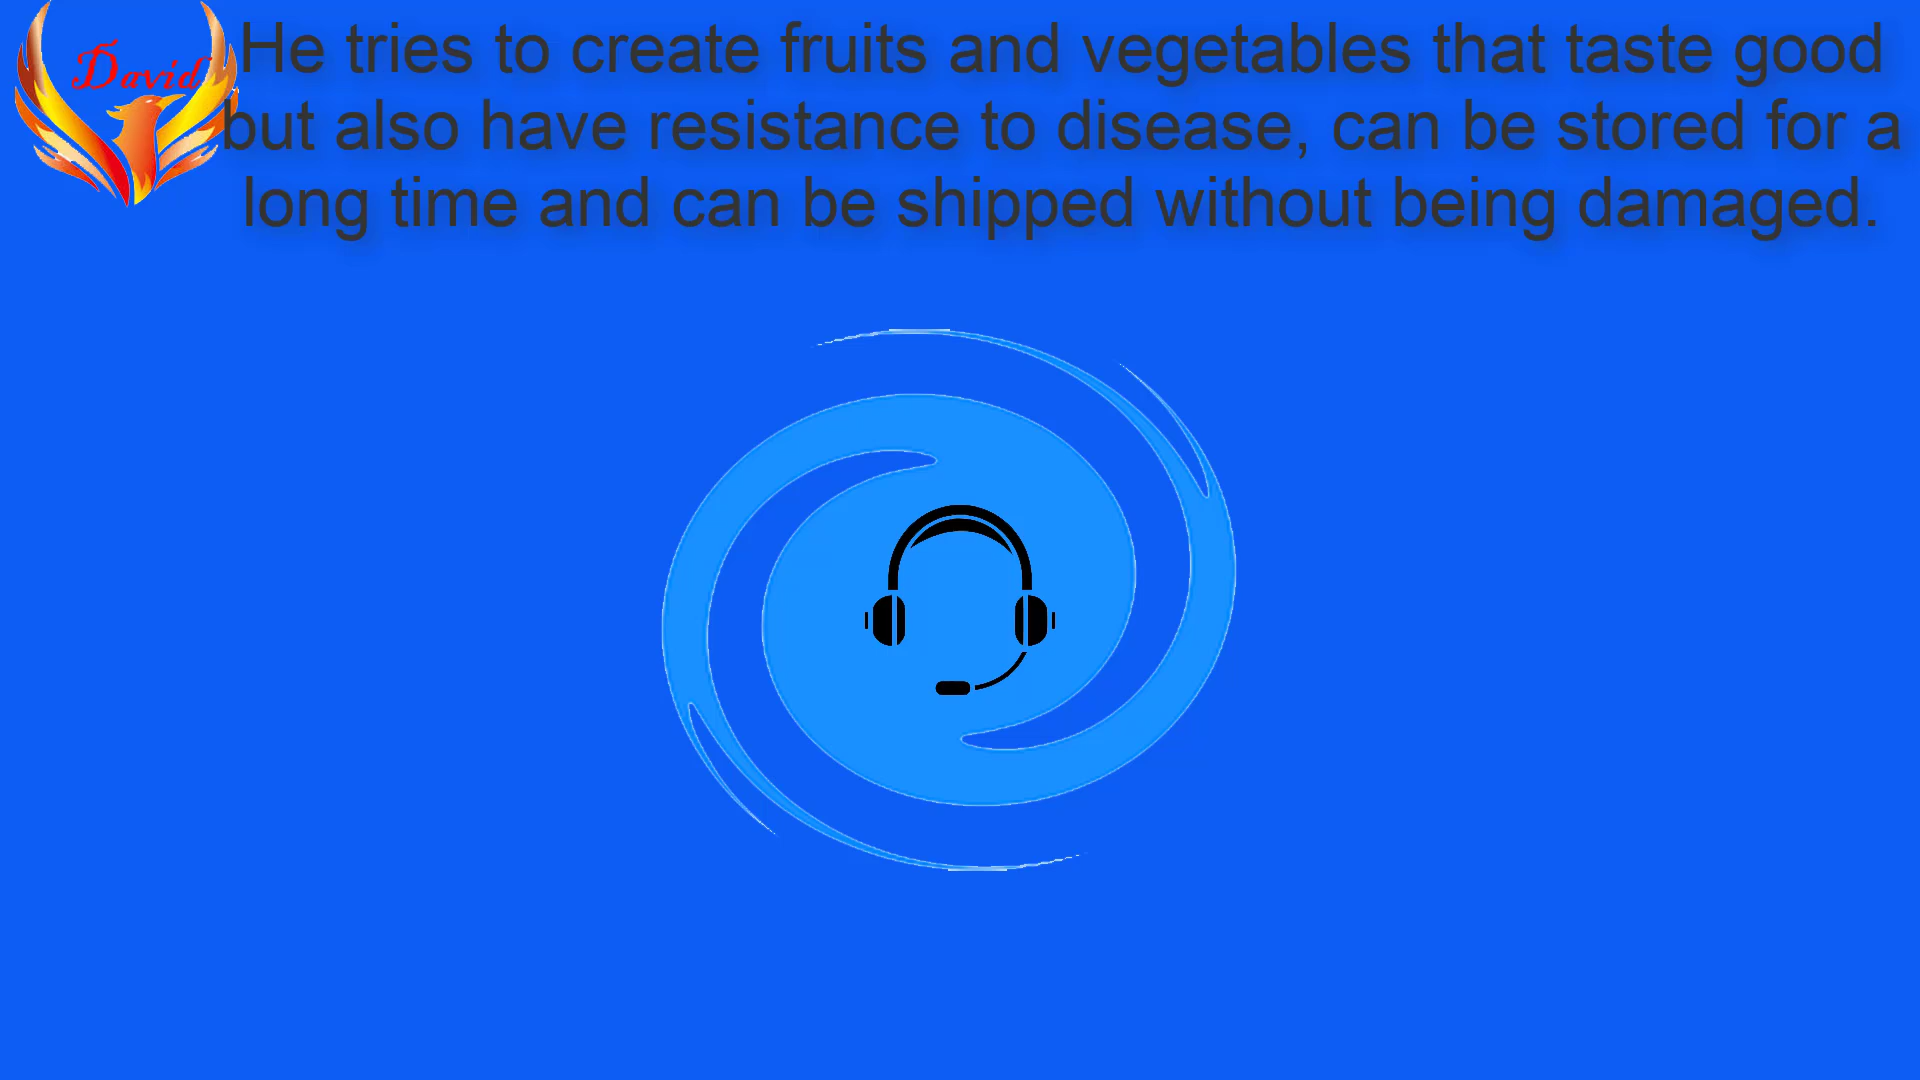 David
He tries to create fruits and vegetables that taste good
but also have resistance to disease, can be stored for a
long time and can be shipped without being damaged.